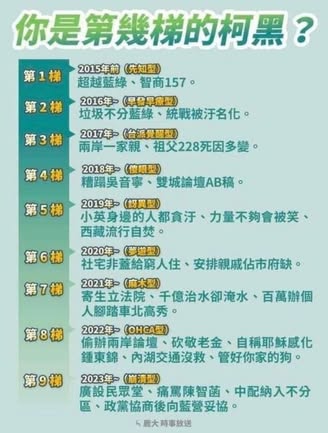 你是第幾梯的柯黑？
第1梯
2015年前（先知型）
超越藍綠、智商157。
第2梯
2016年~（早發早療型）
垃圾不分藍綠、統戰被汙名化。
第3梯
2017年~（台派覺醒型）
兩岸一家親、祖父228死因多變。
第4梯
2018年~（傻眼型）
糟蹋吳音寧、雙城論壇AB稿。
第5梯
2019年~（詫異型）
小英身邊的人都貪汙、力量不夠會被笑、
西藏流行自焚。
第6梯
2020年~（夢遊型）
社宅非蓋給窮人住、安排親戚佔市府缺。
第7梯
2021年~（麻木型）
寄生立法院、千億治水卻淹水、百萬辦個
人腳踏車北高秀。
第8梯
2022年~（OHCA型）
偷辦兩岸論壇、砍敬老金、自稱耶穌感化
鍾東錦、內湖交通沒救、管好你家的狗。
第9梯
2023年~（崩潰型）
廣設民眾堂、痛罵陳智菡、中配納入不分
區、政黨協商後向藍營妥協。
鹿大 時事放送